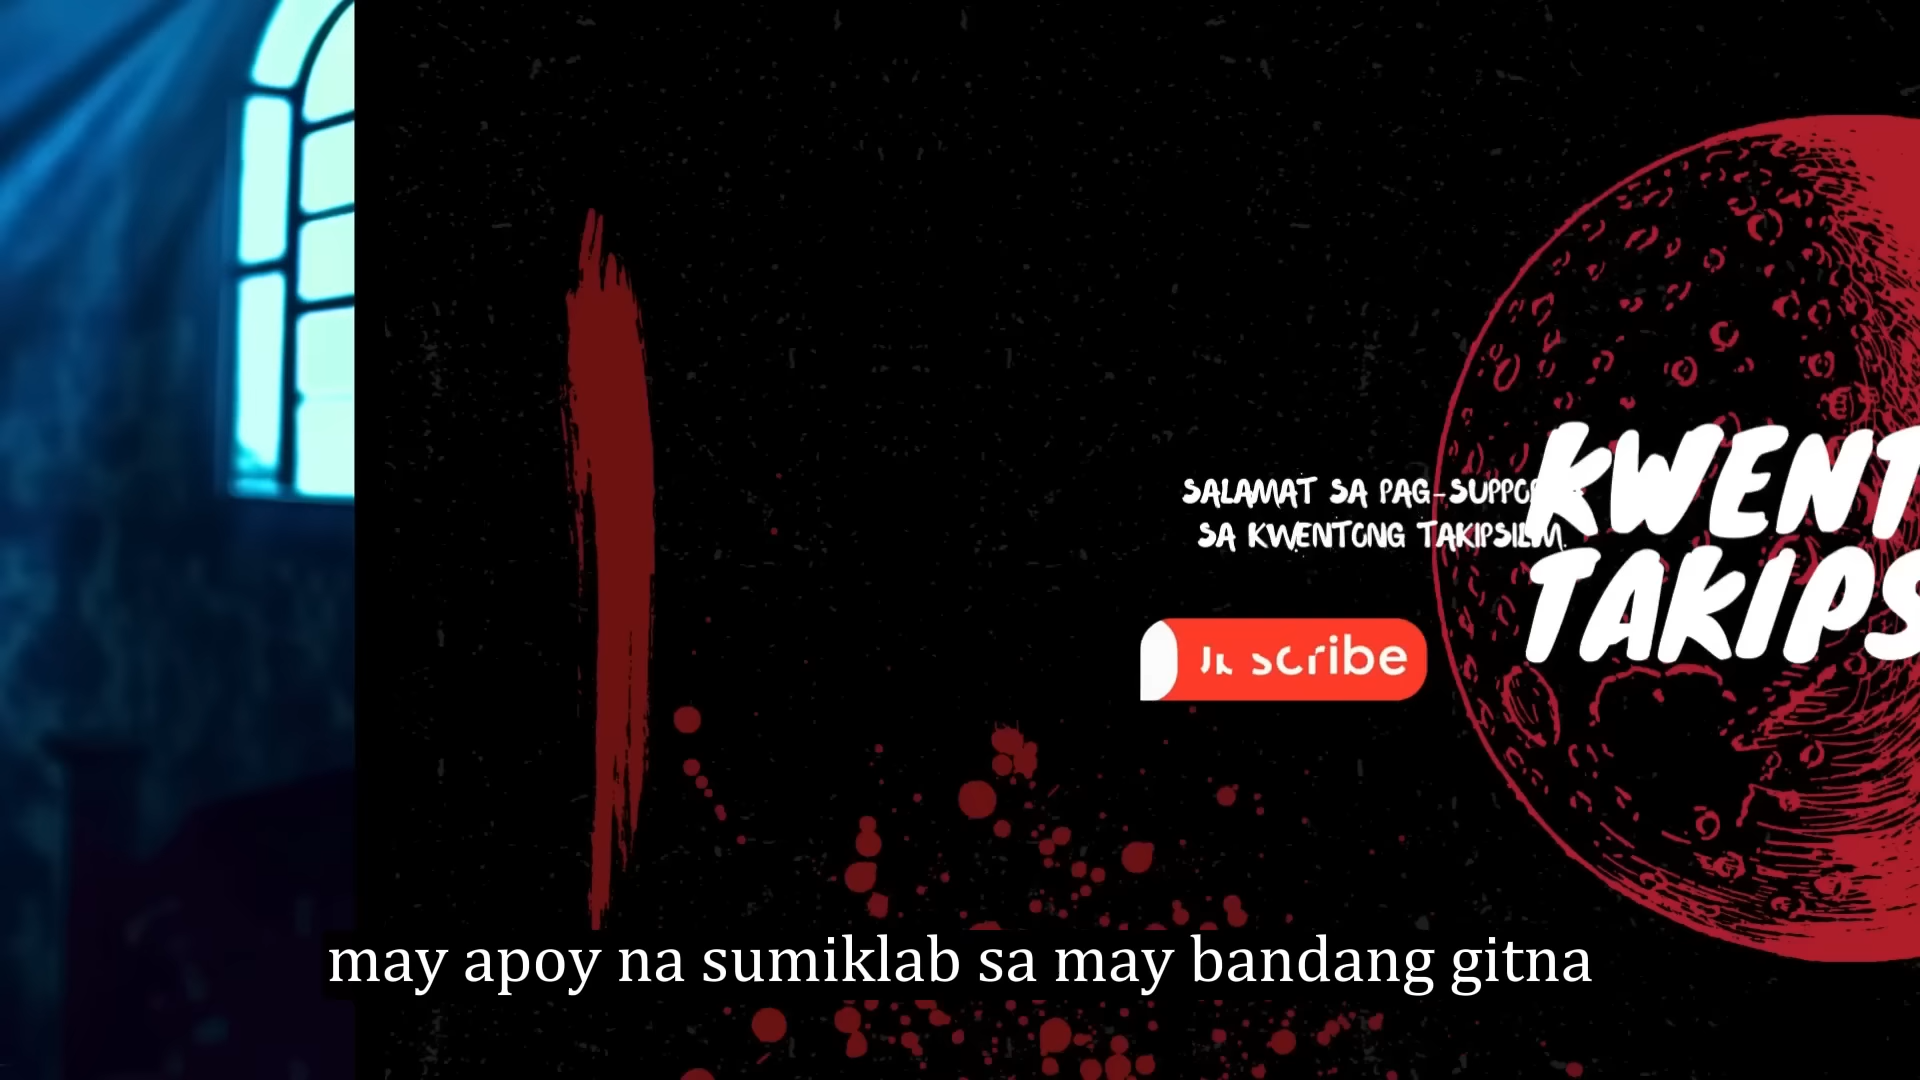 SALAMAT SA PAG-SUPPO
SA KWENTONG TAKIPSILIM.
KWENT
TAKIPS
scribe
may apoy na sumiklab sa may bandang gitna